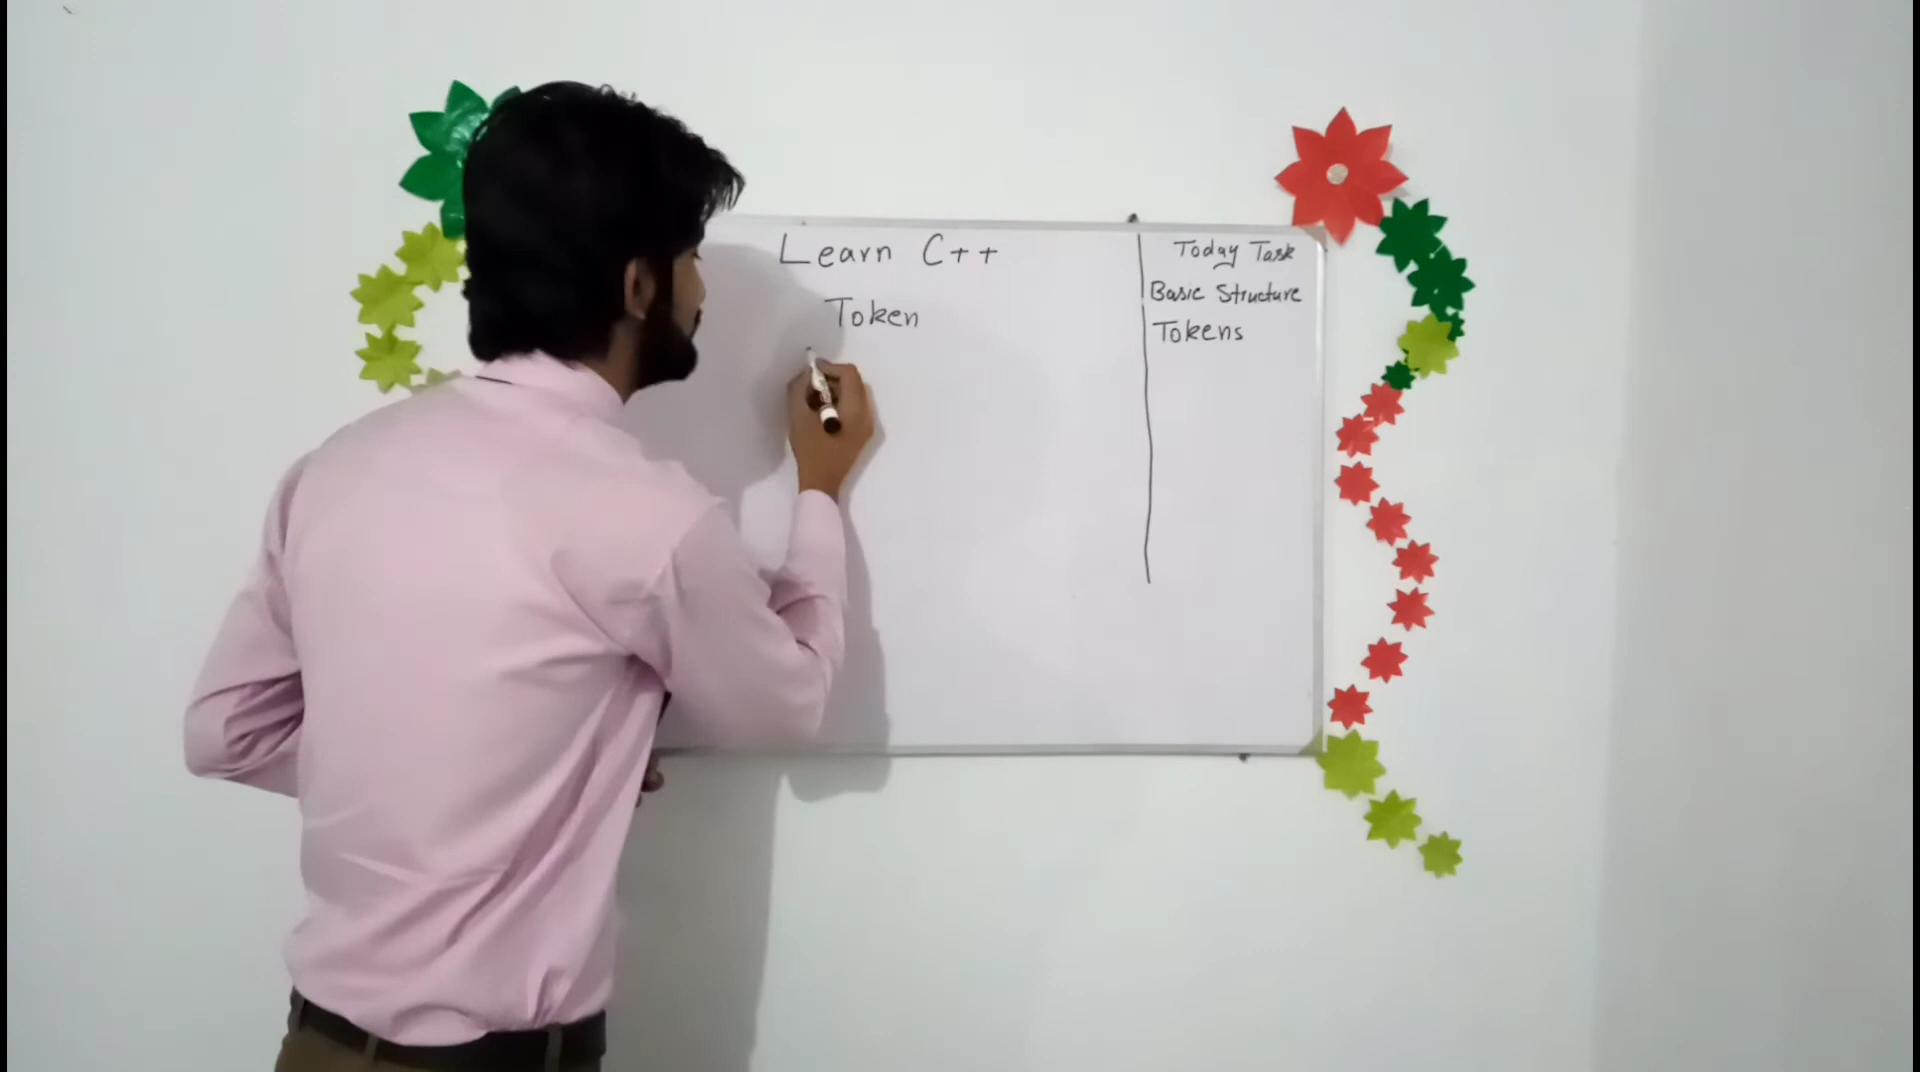 Learn C++
Token
Today Task
Basic Structure
Tokens